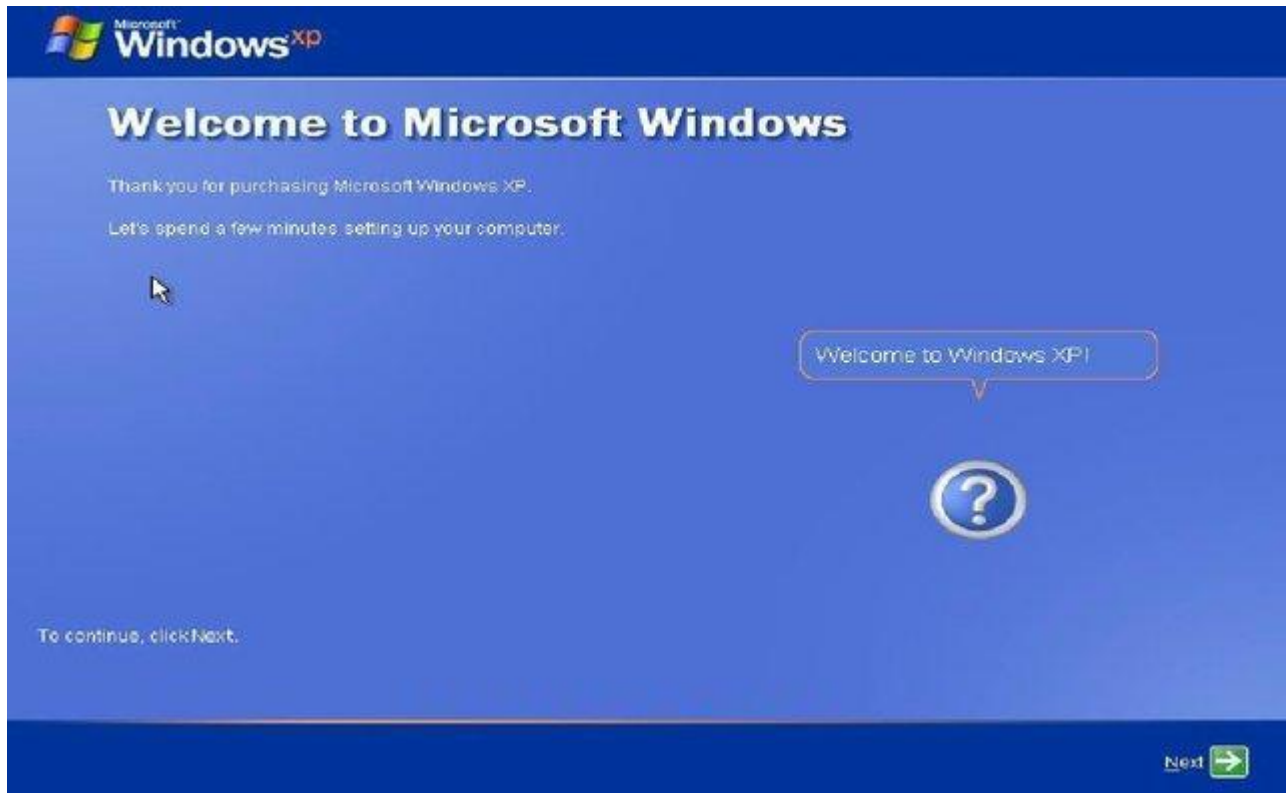 Microsoft
Windows xp
Welcome to Microsoft Windows
Thank you for purchasing Microsoft Windows XP.
Let's spend a few minutes setting up your computer.
Welcome to Windows XP!
?
To continue, click Next.
Next